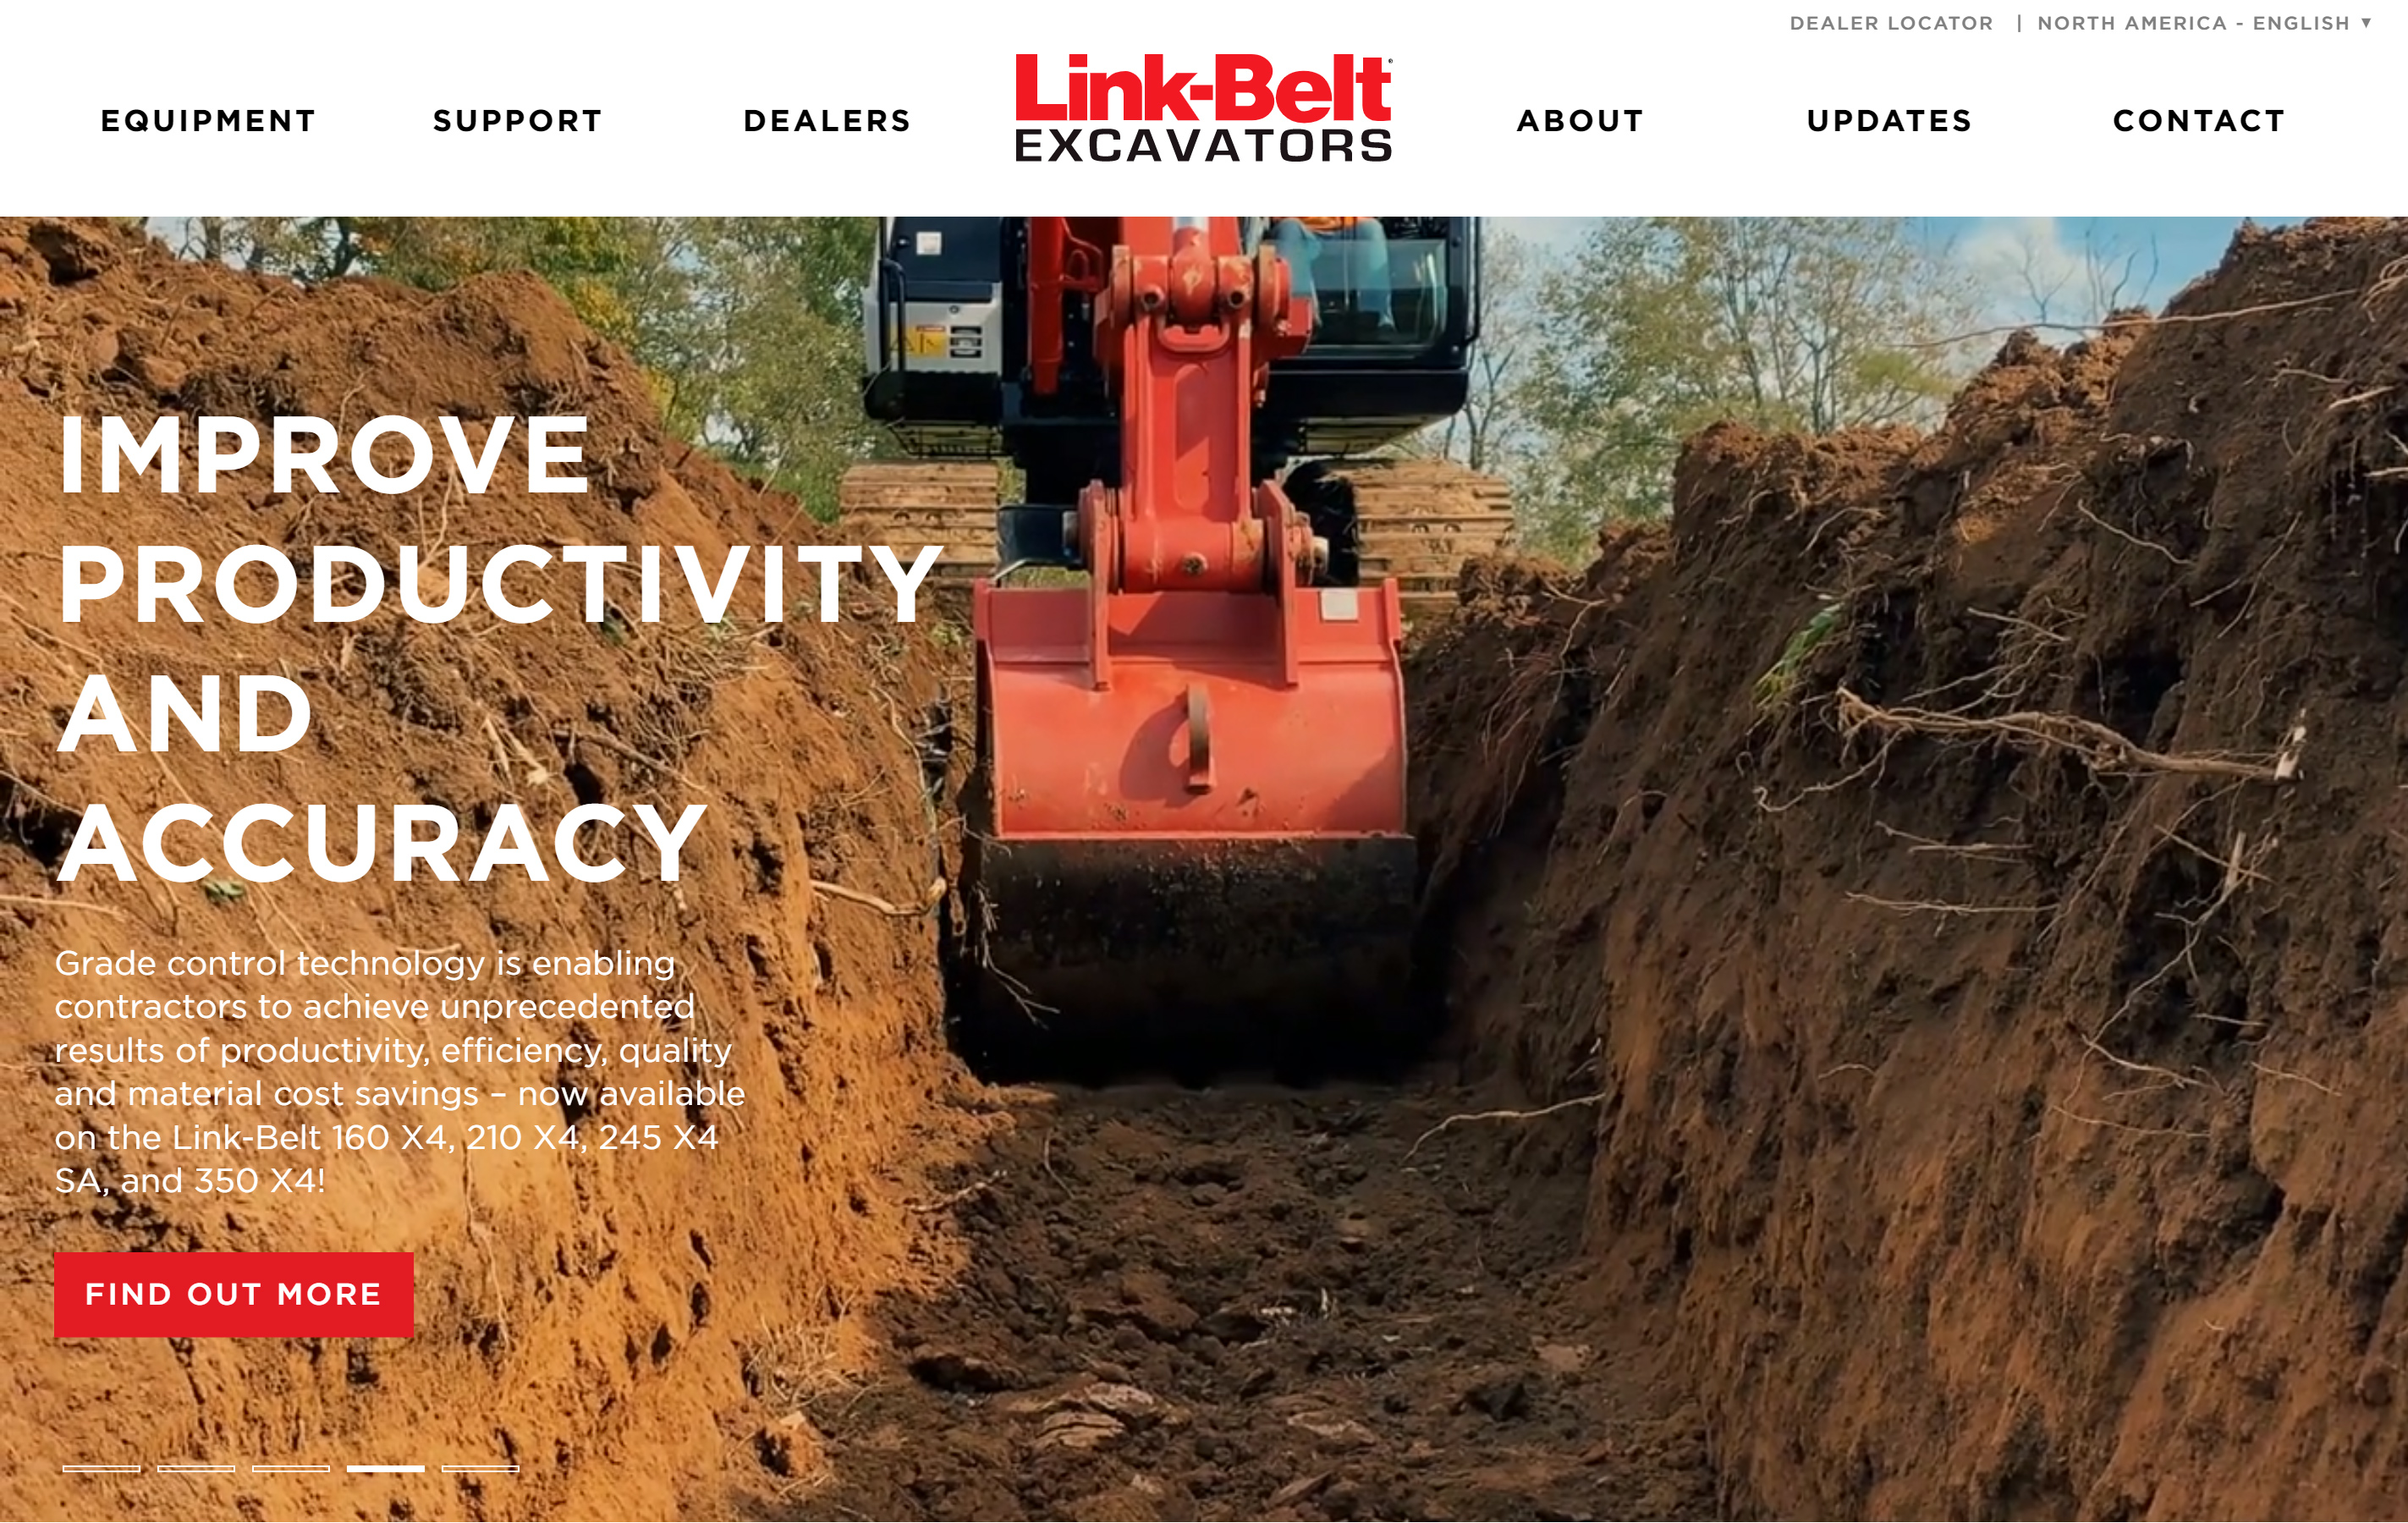 DEALER LOCATOR | NORTH AMERICA - ENGLISH ▼
EQUIPMENT SUPPORT DEALERS Link-Belt® ABOUT UPDATES CONTACT
EXCAVATORS
IMPROVE
PRODUCTIVITY
AND
ACCURACY
Grade control technology is enabling
contractors to achieve unprecedented
results of productivity, efficiency, quality
and material cost savings – now available
on the Link-Belt 160 X4, 210 X4, 245 X4
SA, and 350 X4!
FIND OUT MORE